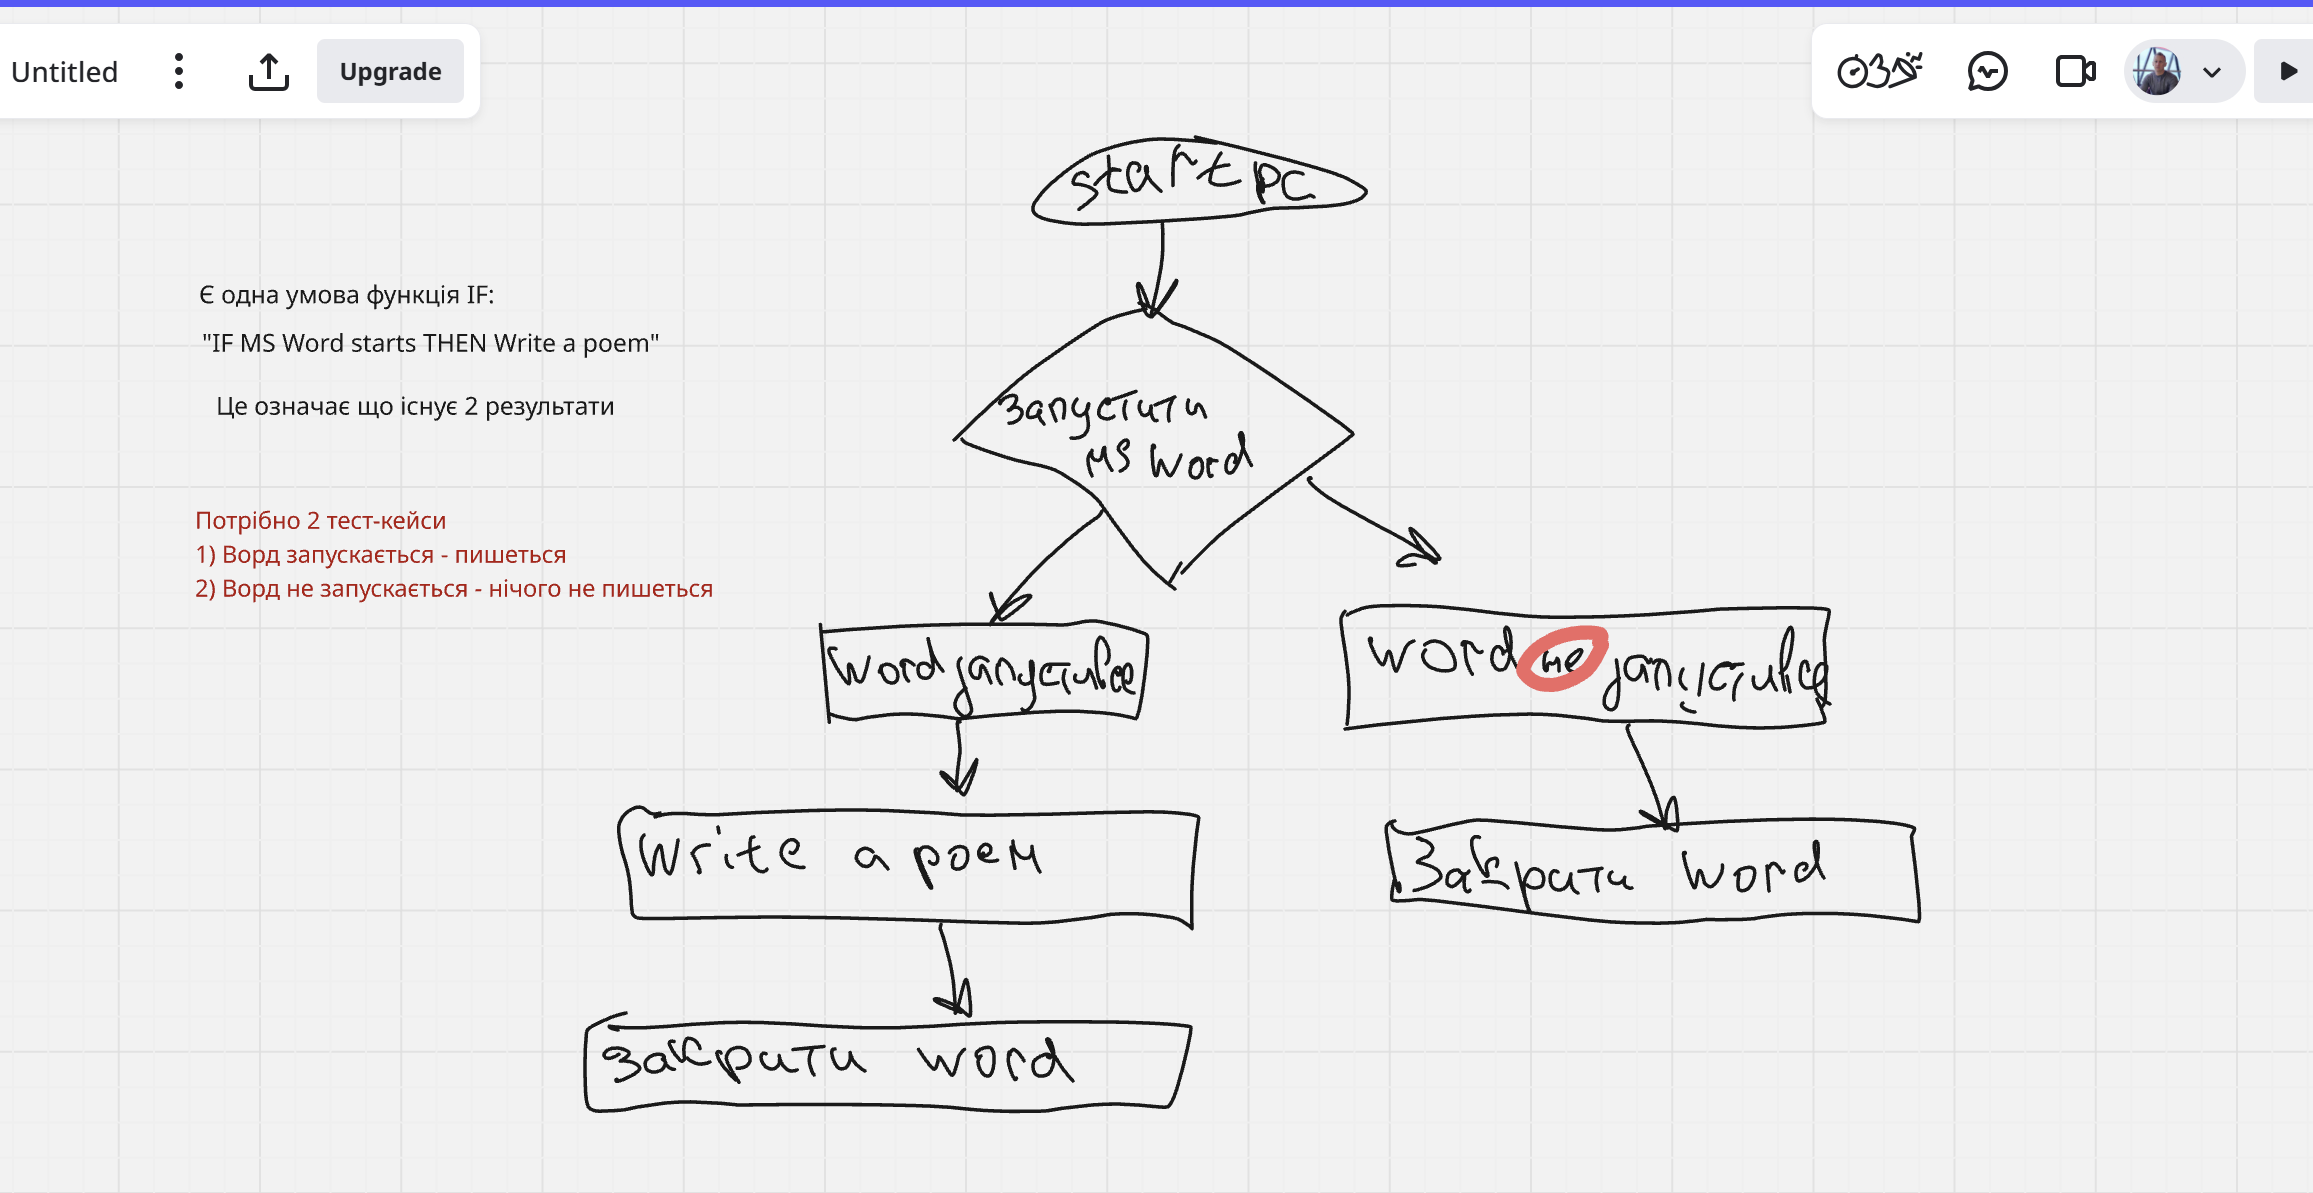 Untitled
Upgrade
start pc
Є одна умова функція IF:
"IF MS Word starts THEN Write a poem"
Це означає що існує 2 результати
Запустити
MS Word
Потрібно 2 тест-кейси
1) Ворд запускається - пишеться
2) Ворд не запускається - нічого не пишеться
Word запустився
Word не запустився
Write a poem
Закрити word
Закрити word